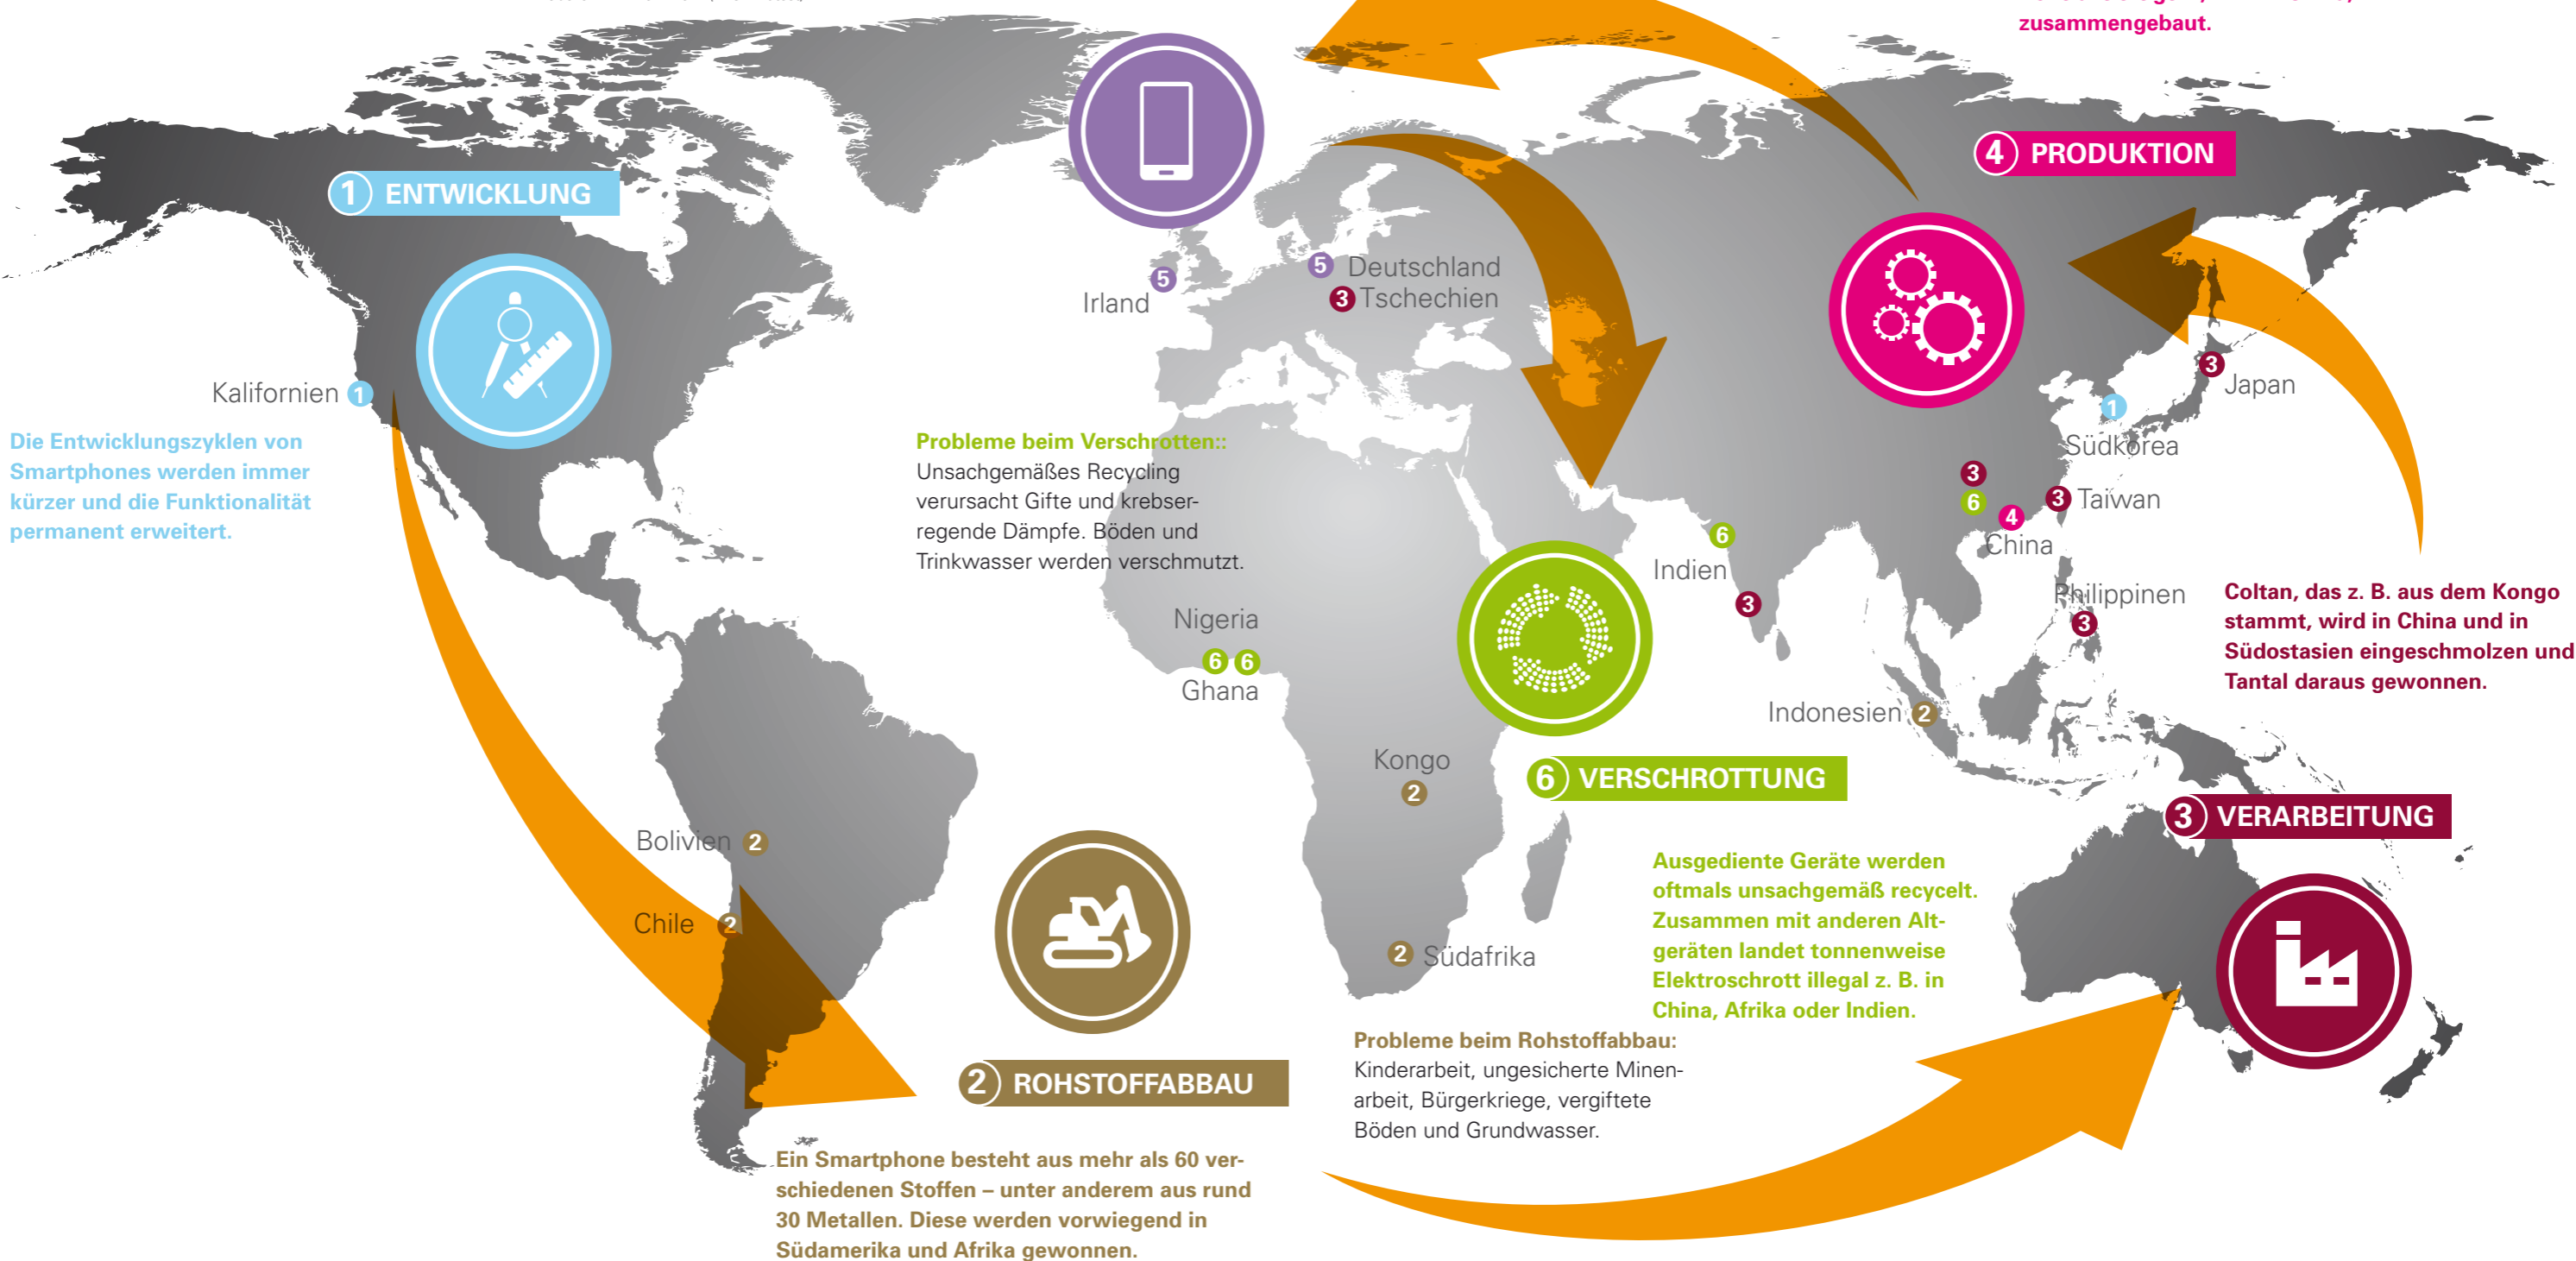 zusammengebaut.
4 PRODUKTION
1 ENTWICKLUNG
5 Deutschland
3 Tschechien
5
Irland
Kalifornien 1
Die Entwicklungszyklen von
Smartphones werden immer
kürzer und die Funktionalität
permanent erweitert.
3
Japan
1
Südkorea
3
6
3 Taiwan
4
China
Probleme beim Verschrotten::
Unsachgemäßes Recycling
verursacht Gifte und krebser-
regende Dämpfe. Böden und
Trinkwasser werden verschmutzt.
6
Indien
3
Philippinen
3
Coltan, das z. B. aus dem Kongo
stammt, wird in China und in
Südostasien eingeschmolzen und
Tantal daraus gewonnen.
Nigeria
6 6
Ghana
Indonesien 2
Kongo
2
6 VERSCHROTTUNG
3 VERARBEITUNG
Bolivien 2
Chile 2
2 Südafrika
Ausgediente Geräte werden
oftmals unsachgemäß recycelt.
Zusammen mit anderen Alt-
geräten landet tonnenweise
Elektroschrott illegal z. B. in
China, Afrika oder Indien.
2 ROHSTOFFABBAU
Probleme beim Rohstoffabbau:
Kinderarbeit, ungesicherte Minen-
arbeit, Bürgerkriege, vergiftete
Böden und Grundwasser.
Ein Smartphone besteht aus mehr als 60 ver-
schiedenen Stoffen – unter anderem aus rund
30 Metallen. Diese werden vorwiegend in
Südamerika und Afrika gewonnen.